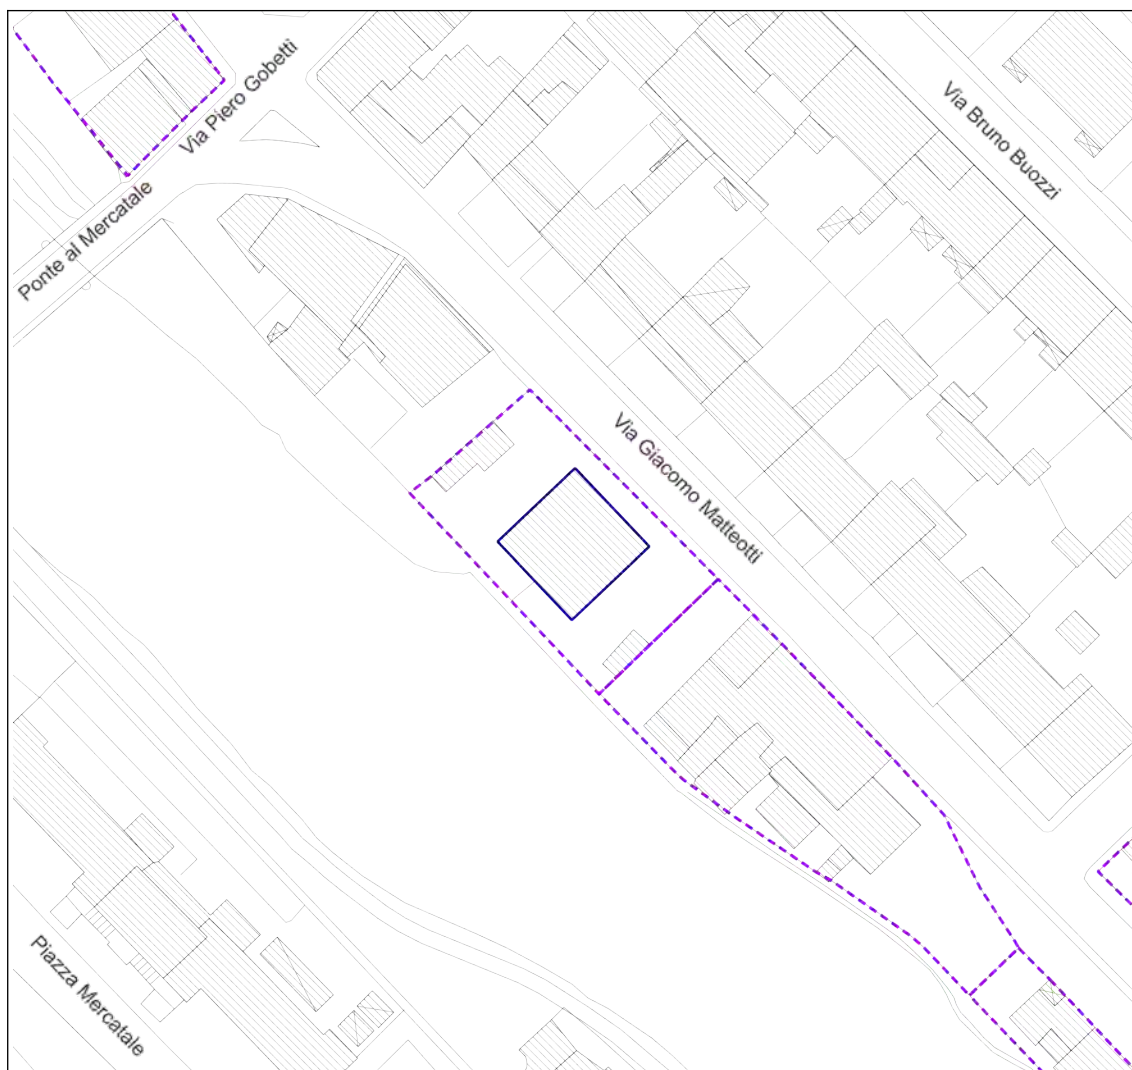 Via Piero Gobetti
Via Bruno Buozzi
Ponte al Mercatale
Via Giacomo Matteotti
Piazza Mercatale